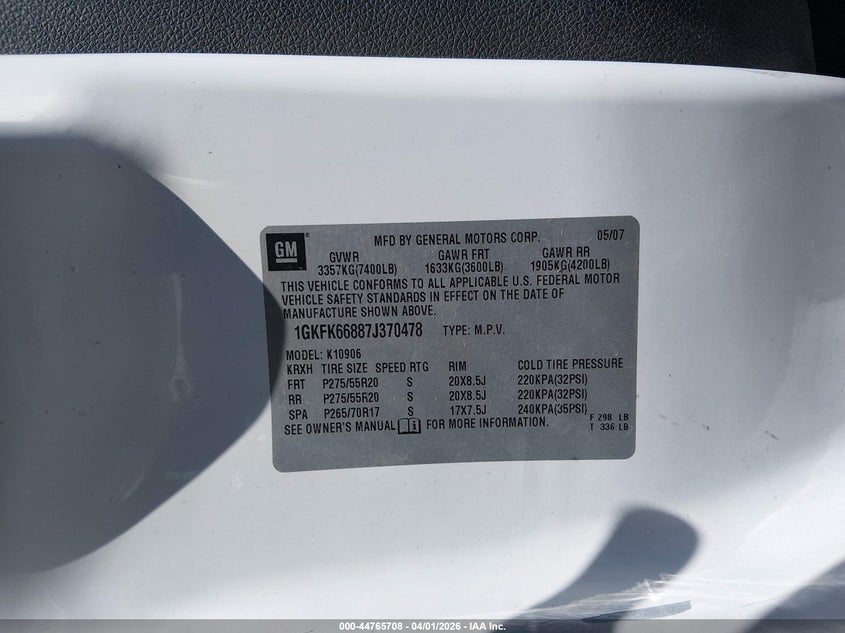 GM
MFD BY GENERAL MOTORS CORP. 05/07
GVWR GAWR FRT GAWR RR
3357KG(7400LB) 1633KG(3600LB) 1905KG(4200LB)
THIS VEHICLE CONFORMS TO ALL APPLICABLE U.S. FEDERAL MOTOR
VEHICLE SAFETY STANDARDS IN EFFECT ON THE DATE OF
MANUFACTURE SHOWN ABOVE.
1GKFK66887J370478 TYPE: M.P.V.
MODEL: K10906
KRXH TIRE SIZE SPEED RTG RIM COLD TIRE PRESSURE
FRT P275/55R20 S 20X8.5J 220KPA(32PSI)
RR P275/55R20 S 20X8.5J 220KPA(32PSI)
SPA P265/70R17 S 17X7.5J 240KPA(35PSI)
SEE OWNER'S MANUAL FOR MORE INFORMATION.
F 298 LB
T 336 LB
000-44765708 - 04/01/2026 - IAA Inc.